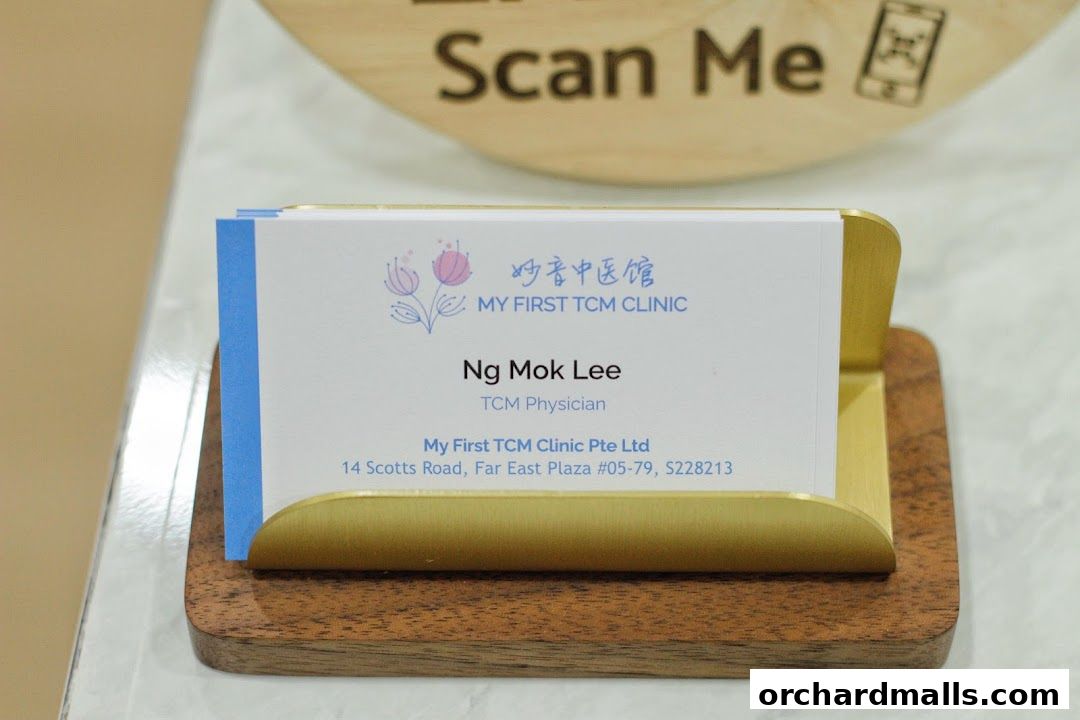 Scan Me
妙音中医馆
MY FIRST TCM CLINIC
Ng Mok Lee
TCM Physician
My First TCM Clinic Pte Ltd
14 Scotts Road, Far East Plaza #05-79, S228213
orchardmalls.com